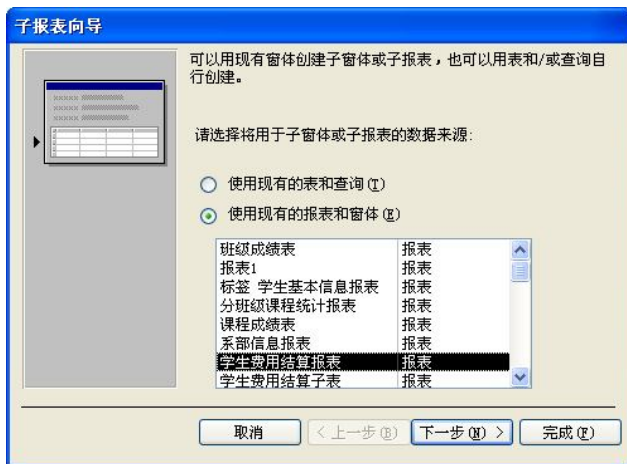 子报表向导
可以用现有窗体创建子窗体或子报表，也可以用表和/或查询自
行创建。
请选择将用于子窗体或子报表的数据来源:
使用现有的表和查询(T)
使用现有的报表和窗体(E)
班级成绩表 报表
报表1 报表
标签 学生基本信息报表 报表
分班级课程统计报表 报表
课程成绩表 报表
系部信息报表 报表
学生费用结算报表 报表
学生费用结算子表 报表
取消 <上一步(B) 下一步(N) > 完成(F)